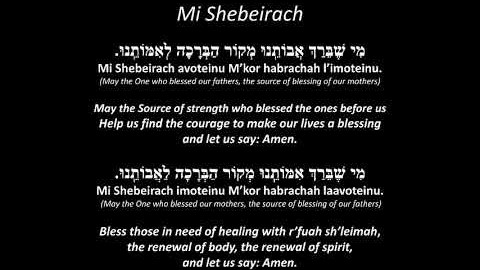 Mi Shebeirach
מִי שֶׁבֵּרַךְ אֲבוֹתֵֽנוּ מְקוֹר הַבְּרָכָה לְאִמּוֹתֵֽנוּ.
Mi Shebeirach avoteinu M’kor habrachah l’imoteinu.
(May the One who blessed our fathers, the source of blessing of our mothers)
May the Source of strength who blessed the ones before us
Help us find the courage to make our lives a blessing
and let us say: Amen.
מִי שֶׁבֵּרַךְ אִמּוֹתֵֽנוּ מְקוֹר הַבְּרָכָה לַאֲבוֹתֵֽנוּ.
Mi Shebeirach imoteinu M’kor habrachah laavoteinu.
(May the One who blessed our mothers, the source of blessing of our fathers)
Bless those in need of healing with r’fuah sh’leimah,
the renewal of body, the renewal of spirit,
and let us say: Amen.